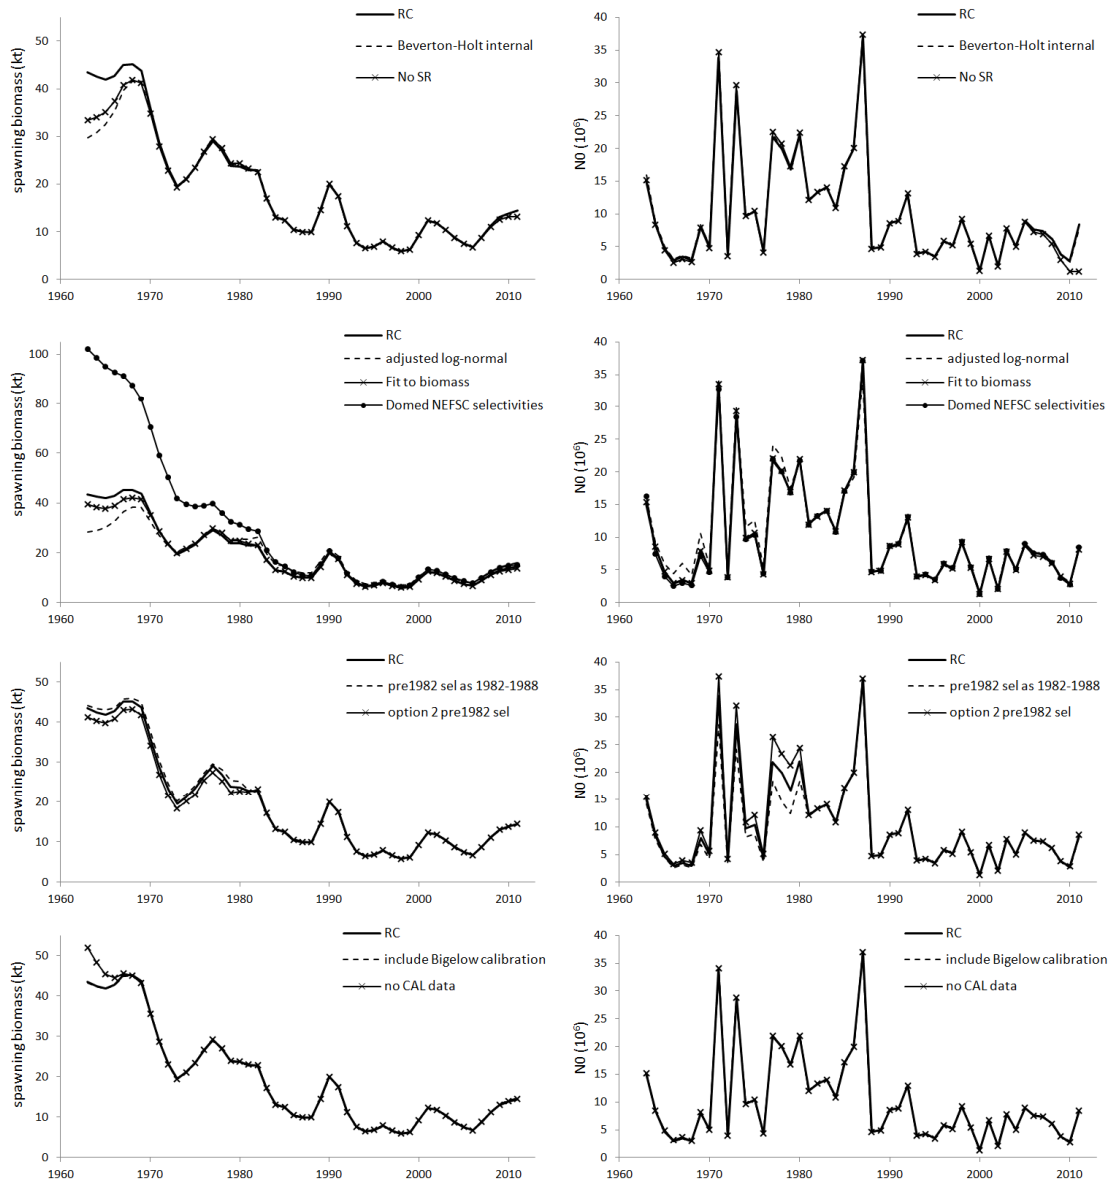 RC
Beverton-Holt internal
No SR
spawning biomass (kt)
50
40
30
20
10
0
1960 1970 1980 1990 2000 2010
RC
Beverton-Holt internal
No SR
N0 (10⁶)
40
35
30
25
20
15
10
5
0
1960 1970 1980 1990 2000 2010
RC
adjusted log-normal
Fit to biomass
Domed NEFSC selectivities
spawning biomass (kt)
100
80
60
40
20
0
1960 1970 1980 1990 2000 2010
RC
adjusted log-normal
Fit to biomass
Domed NEFSC selectivities
N0 (10⁶)
40
35
30
25
20
15
10
5
0
1960 1970 1980 1990 2000 2010
RC
pre1982 sel as 1982-1988
option 2 pre1982 sel
spawning biomass (kt)
50
40
30
20
10
0
1960 1970 1980 1990 2000 2010
RC
pre1982 sel as 1982-1988
option 2 pre1982 sel
N0 (10⁶)
40
35
30
25
20
15
10
5
0
1960 1970 1980 1990 2000 2010
RC
include Bigelow calibration
no CAL data
spawning biomass (kt)
50
40
30
20
10
0
1960 1970 1980 1990 2000 2010
RC
include Bigelow calibration
no CAL data
N0 (10⁶)
40
35
30
25
20
15
10
5
0
1960 1970 1980 1990 2000 2010